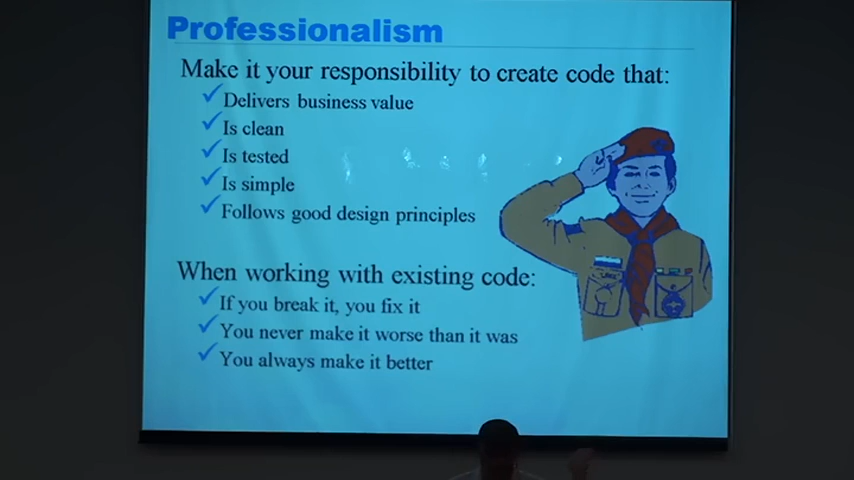 Professionalism
Make it your responsibility to create code that:
Delivers business value
Is clean
Is tested
Is simple
Follows good design principles
When working with existing code:
If you break it, you fix it
You never make it worse than it was
You always make it better